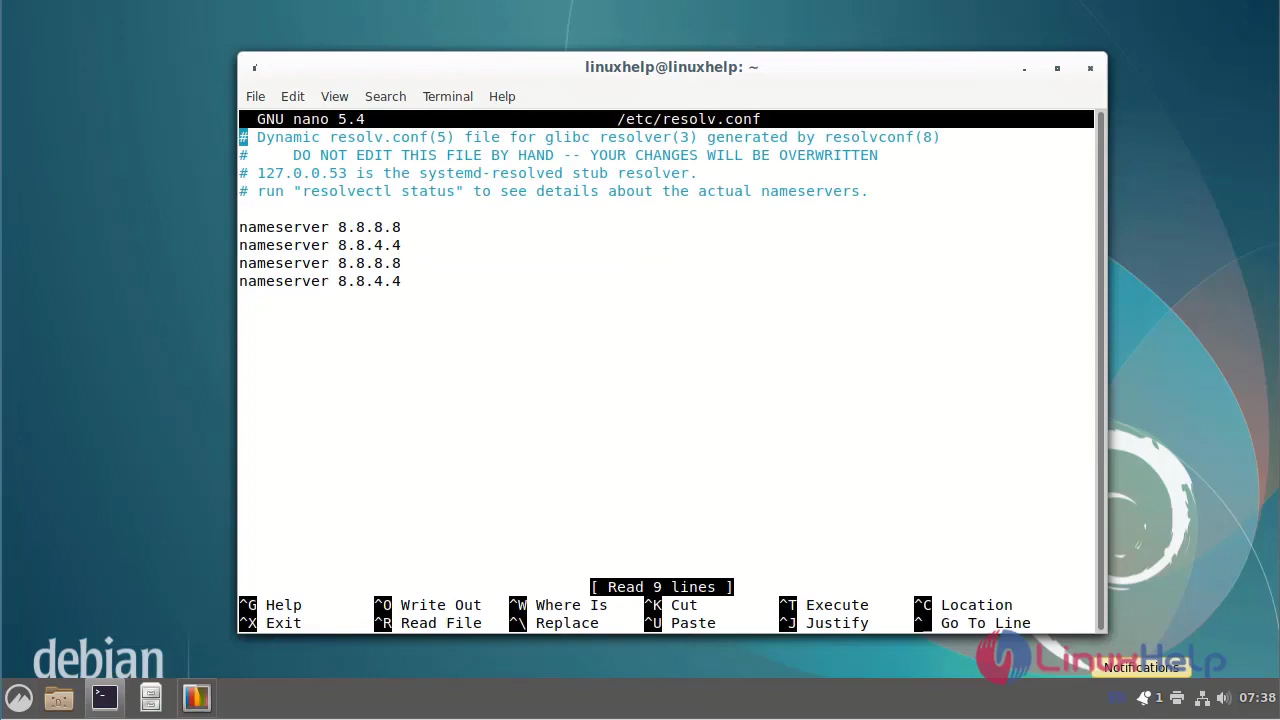 linuxhelp@linuxhelp: ~
File Edit View Search Terminal Help
GNU nano 5.4 /etc/resolv.conf
# Dynamic resolv.conf(5) file for glibc resolver(3) generated by resolvconf(8)
# DO NOT EDIT THIS FILE BY HAND -- YOUR CHANGES WILL BE OVERWRITTEN
# 127.0.0.53 is the systemd-resolved stub resolver.
# run "resolvectl status" to see details about the actual nameservers.
nameserver 8.8.8.8
nameserver 8.8.4.4
nameserver 8.8.8.8
nameserver 8.8.4.4
[ Read 9 lines ]
^G Help ^O Write Out ^W Where Is ^K Cut ^T Execute ^C Location
^X Exit ^R Read File ^\ Replace ^U Paste ^J Justify ^ Go To Line
debian
LinuxHelp
Notifications
1 07:38